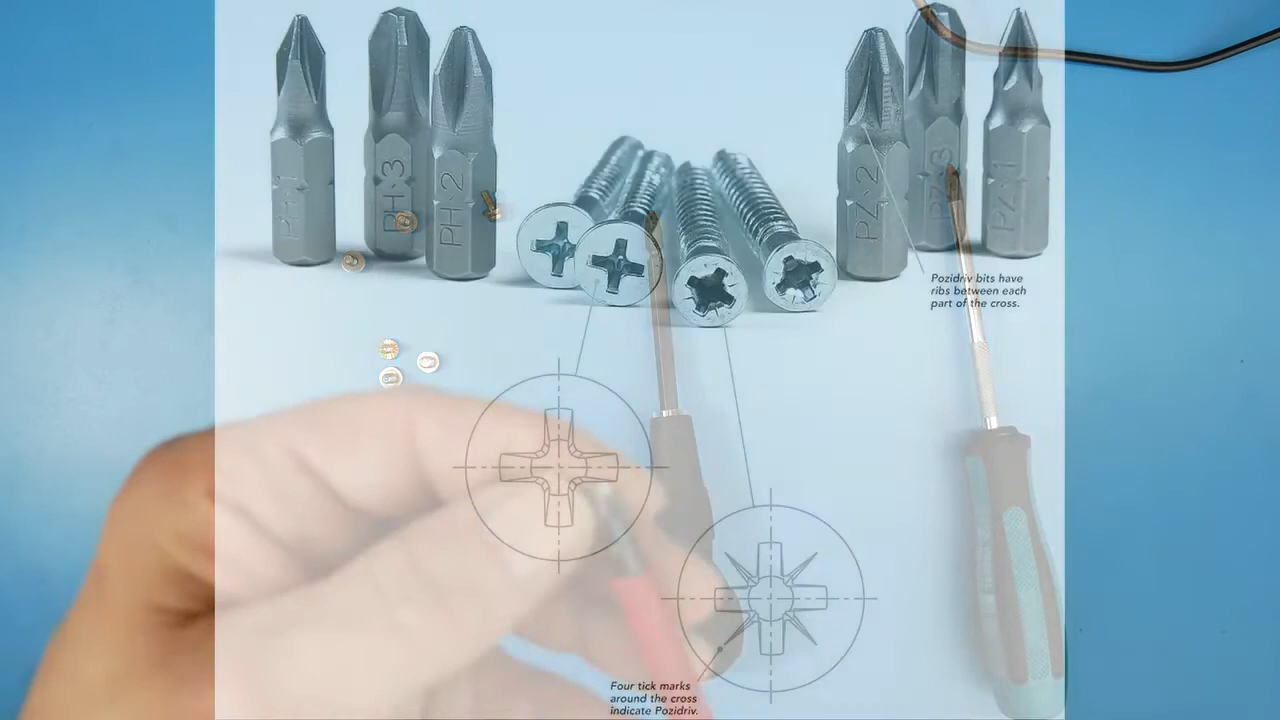 PH 1
PH 3
PH 2
PZ 2
PZ 3
PZ 1
Pozidriv bits have
ribs between each
part of the cross.
Four tick marks
around the cross
indicate Pozidriv.